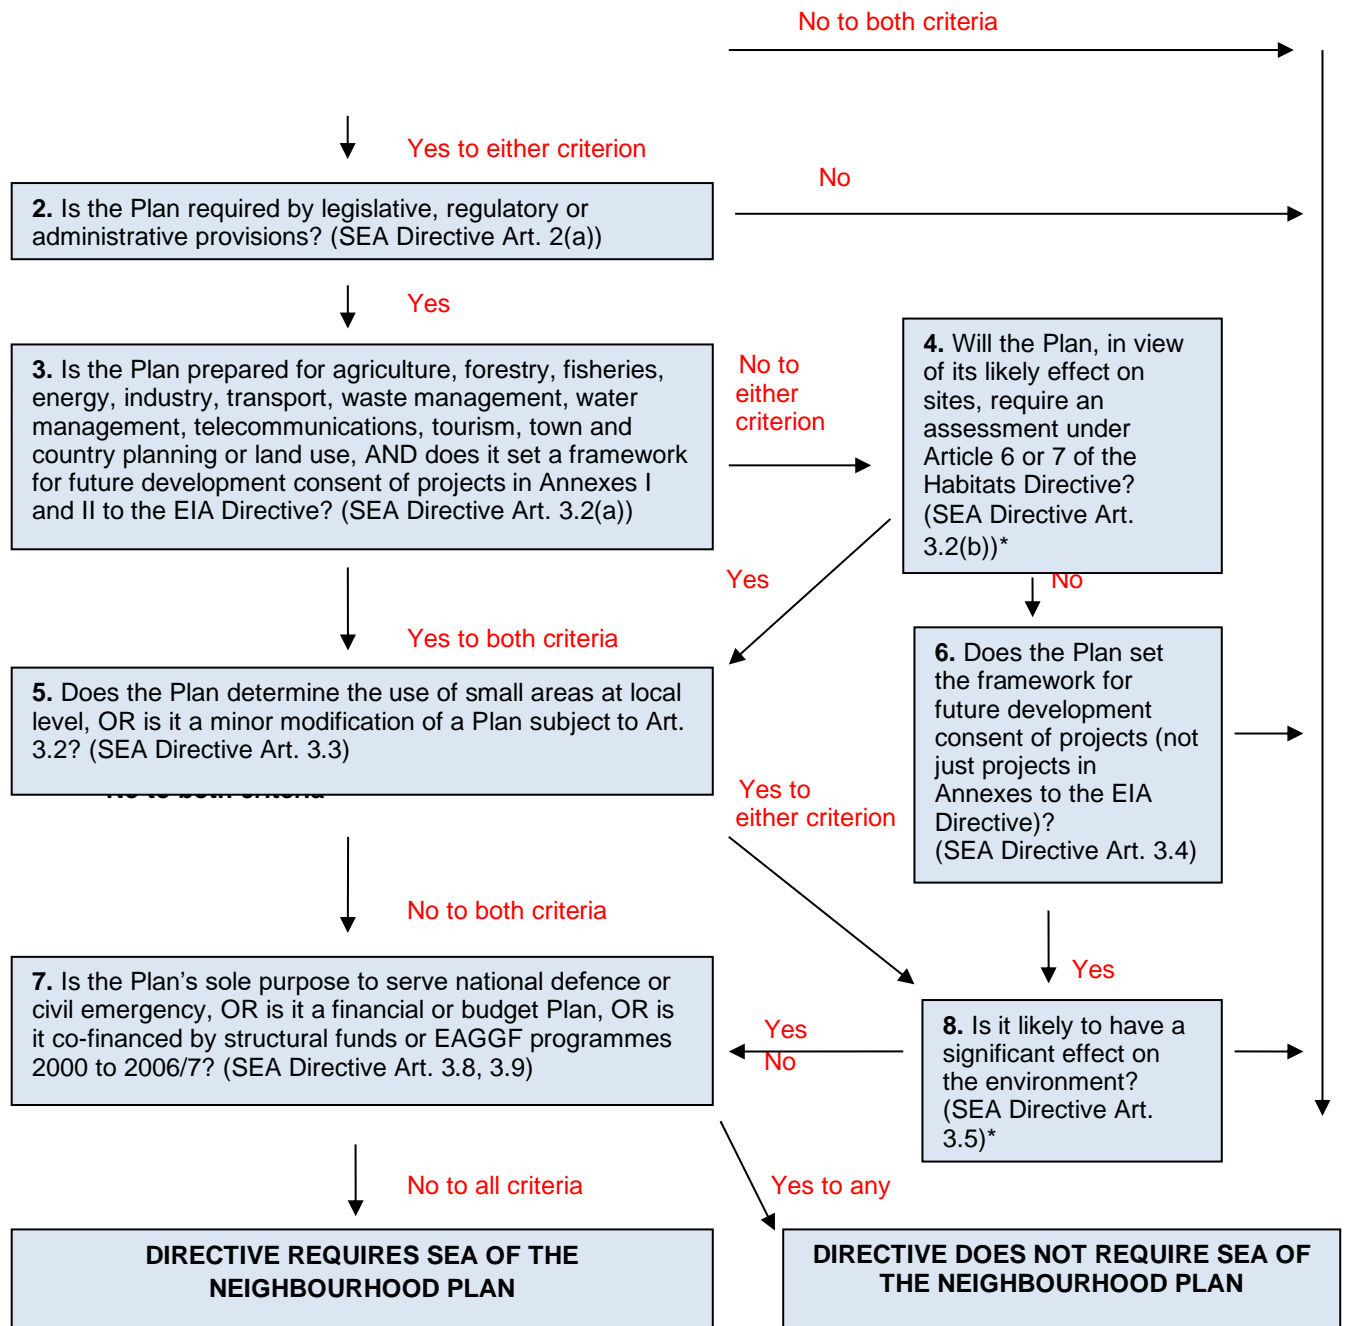 No to both criteria
Yes to either criterion
No
2. Is the Plan required by legislative, regulatory or
administrative provisions? (SEA Directive Art. 2(a))
Yes
3. Is the Plan prepared for agriculture, forestry, fisheries,
energy, industry, transport, waste management, water
management, telecommunications, tourism, town and
country planning or land use, AND does it set a framework
for future development consent of projects in Annexes I
and II to the EIA Directive? (SEA Directive Art. 3.2(a))
No to
either
criterion
4. Will the Plan, in view
of its likely effect on
sites, require an
assessment under
Article 6 or 7 of the
Habitats Directive?
(SEA Directive Art.
3.2(b))*
Yes
No
Yes to both criteria
5. Does the Plan determine the use of small areas at local
level, OR is it a minor modification of a Plan subject to Art.
3.2? (SEA Directive Art. 3.3)
No to both criteria
6. Does the Plan set
the framework for
future development
consent of projects (not
just projects in
Annexes to the EIA
Directive)?
(SEA Directive Art. 3.4)
Yes to
either criterion
No to both criteria
Yes
7. Is the Plan’s sole purpose to serve national defence or
civil emergency, OR is it a financial or budget Plan, OR is
it co-financed by structural funds or EAGGF programmes
2000 to 2006/7? (SEA Directive Art. 3.8, 3.9)
Yes
No
8. Is it likely to have a
significant effect on
the environment?
(SEA Directive Art.
3.5)*
No to all criteria
Yes to any
DIRECTIVE REQUIRES SEA OF THE
NEIGHBOURHOOD PLAN
DIRECTIVE DOES NOT REQUIRE SEA OF
THE NEIGHBOURHOOD PLAN